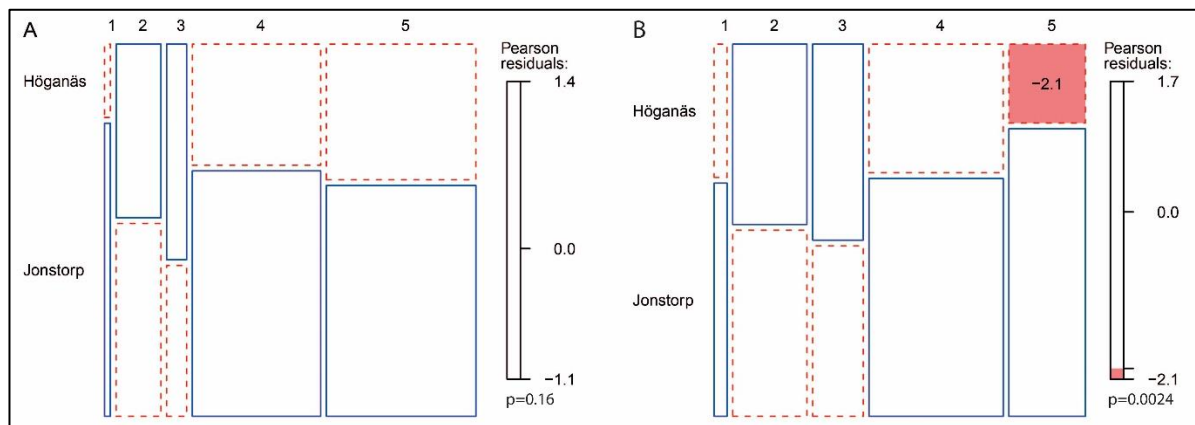 A
1 2 3 4 5
Höganäs
Jonstorp
Pearson
residuals:
1.4
0.0
−1.1
p=0.16
B
1 2 3 4 5
Höganäs
Jonstorp
−2.1
Pearson
residuals:
1.7
0.0
−2.1
p=0.0024